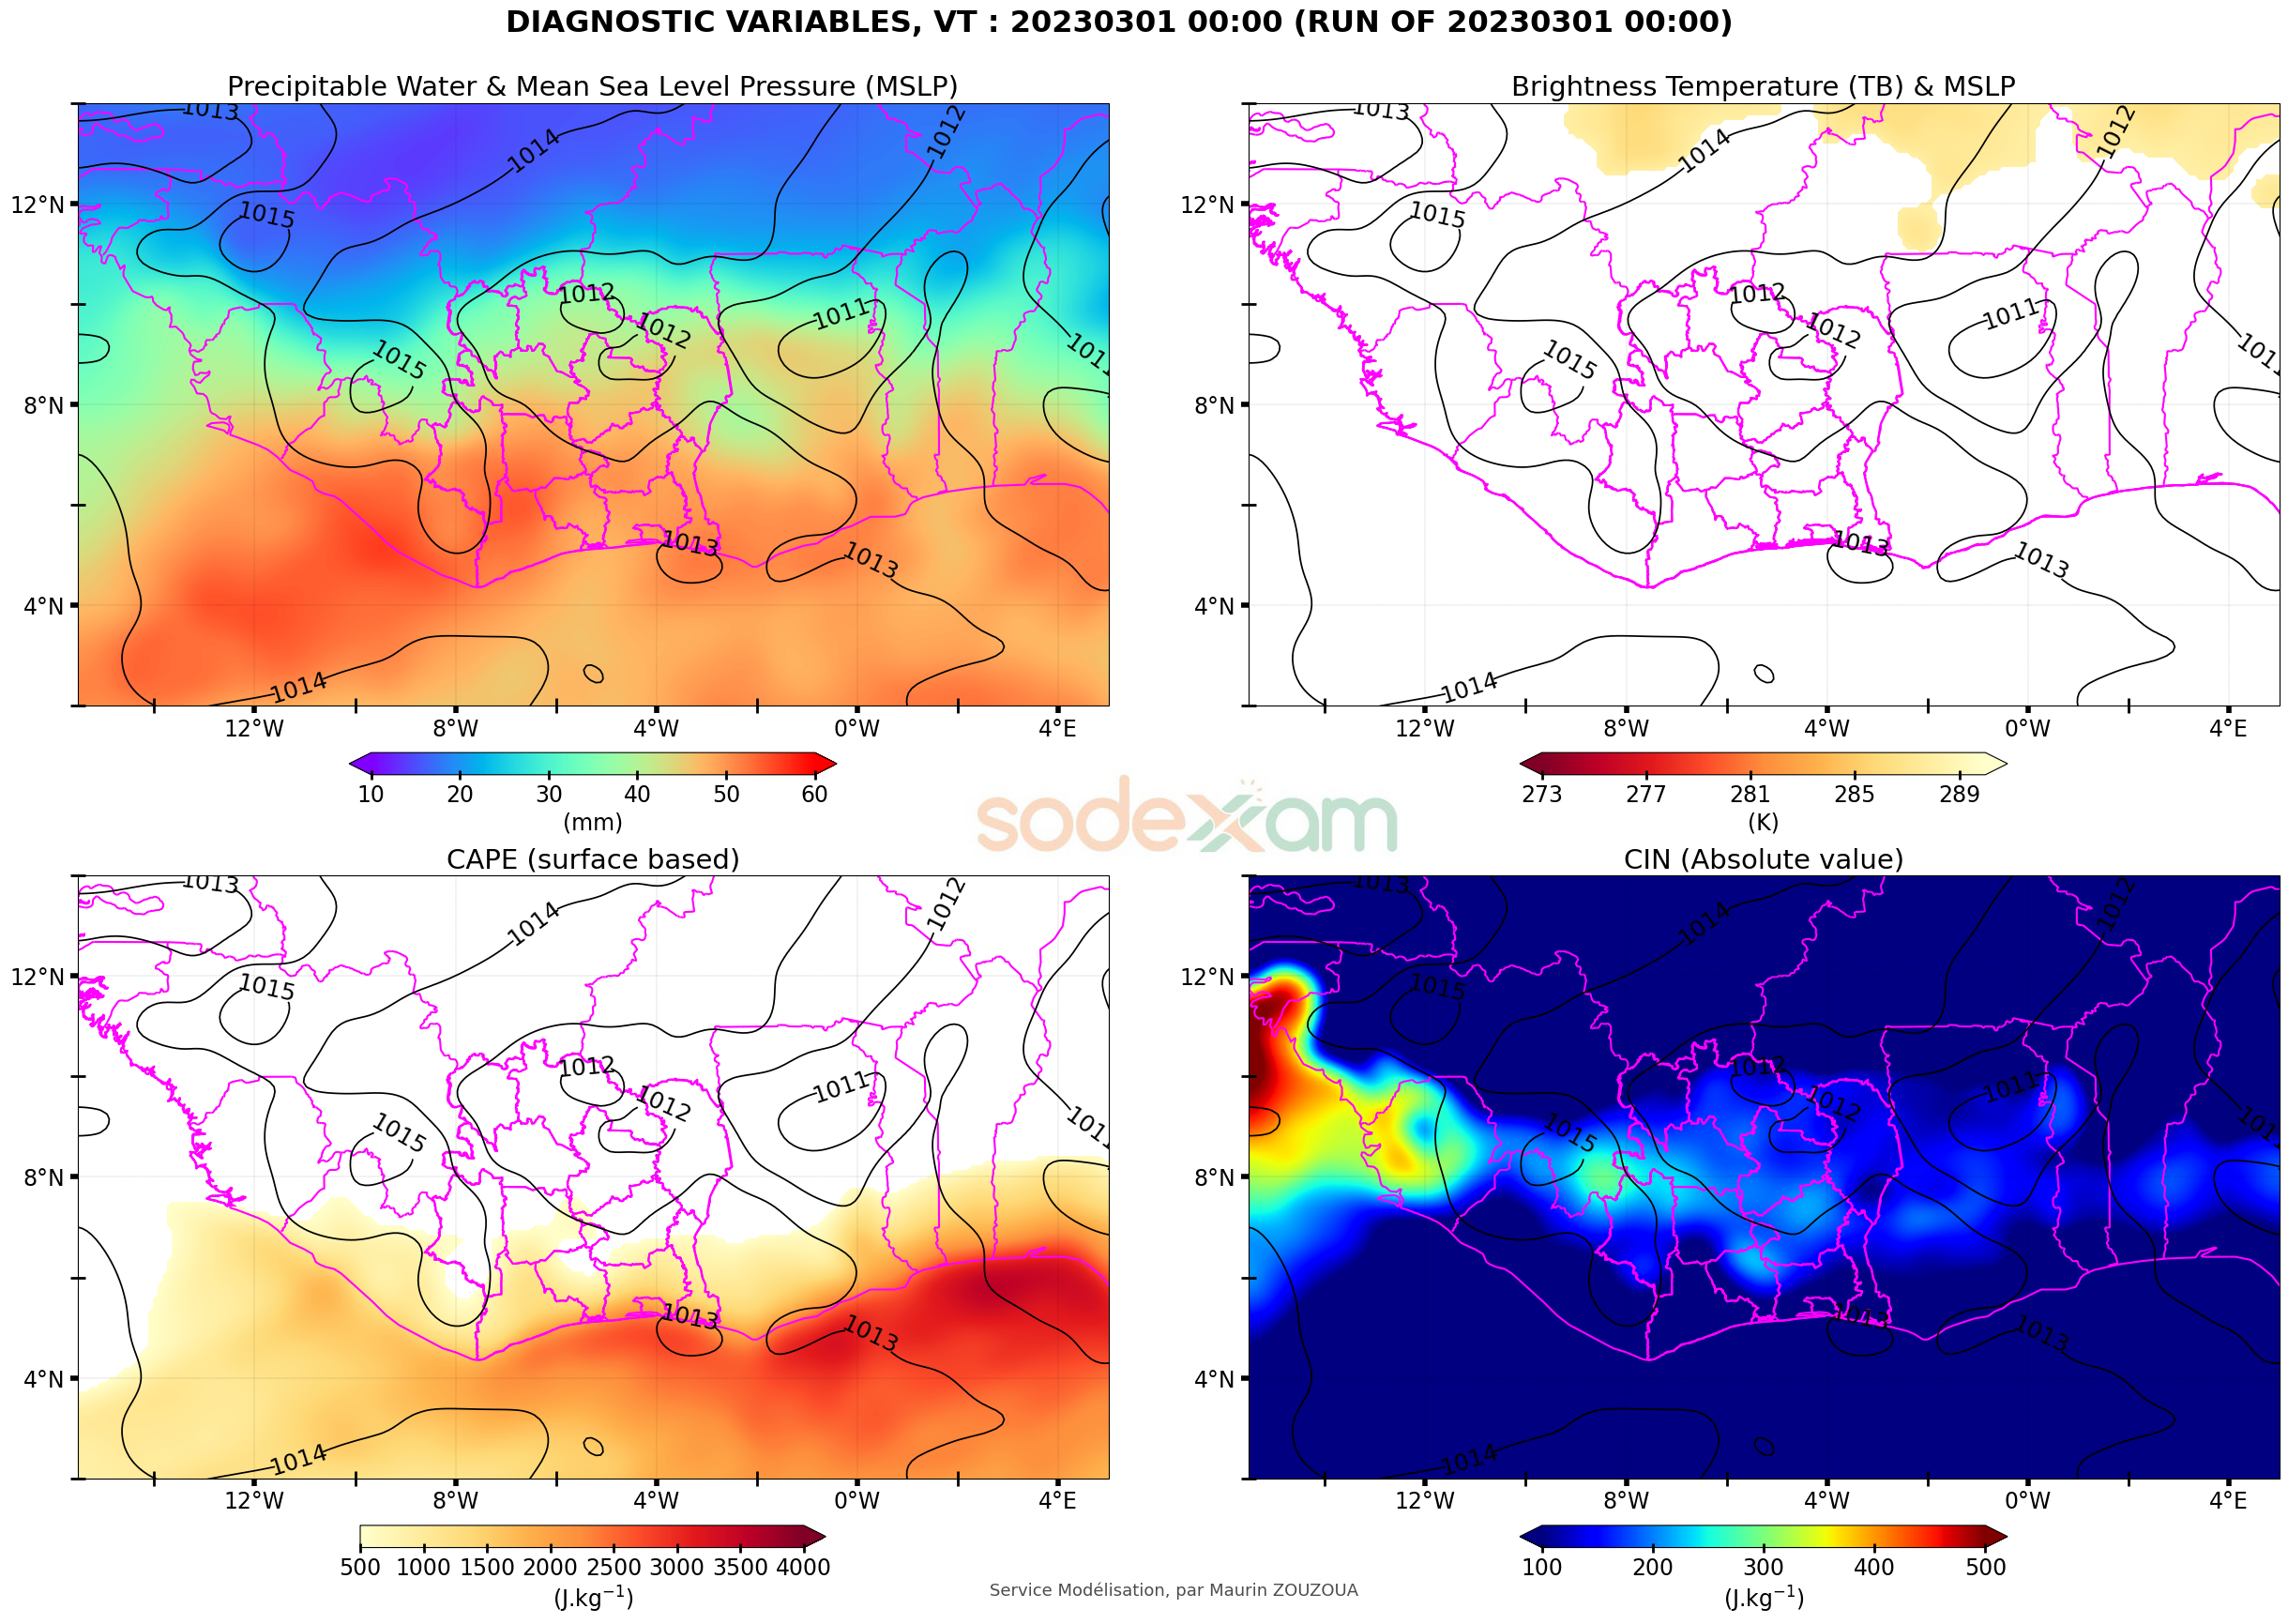 DIAGNOSTIC VARIABLES, VT : 20230301 00:00 (RUN OF 20230301 00:00)
Precipitable Water & Mean Sea Level Pressure (MSLP)
1013
1014
1012
1015
1012
1012
1011
1015
1011
1013
1013
1014
12°N
8°N
4°N
12°W 8°W 4°W 0°W 4°E
10 20 30 40 50 60
(mm)
Brightness Temperature (TB) & MSLP
1013
1014
1012
1015
1012
1012
1011
1015
1011
1013
1013
1014
12°N
8°N
4°N
12°W 8°W 4°W 0°W 4°E
273 277 281 285 289
(K)
sodexam
CAPE (surface based)
1013
1014
1012
1015
1012
1012
1011
1015
1011
1013
1013
1014
12°N
8°N
4°N
12°W 8°W 4°W 0°W 4°E
500 1000 1500 2000 2500 3000 3500 4000
(J.kg⁻¹)
CIN (Absolute value)
1013
1014
1012
1015
1012
1012
1011
1015
1011
1013
1013
1014
12°N
8°N
4°N
12°W 8°W 4°W 0°W 4°E
100 200 300 400 500
(J.kg⁻¹)
Service Modélisation, par Maurin ZOUZOUA